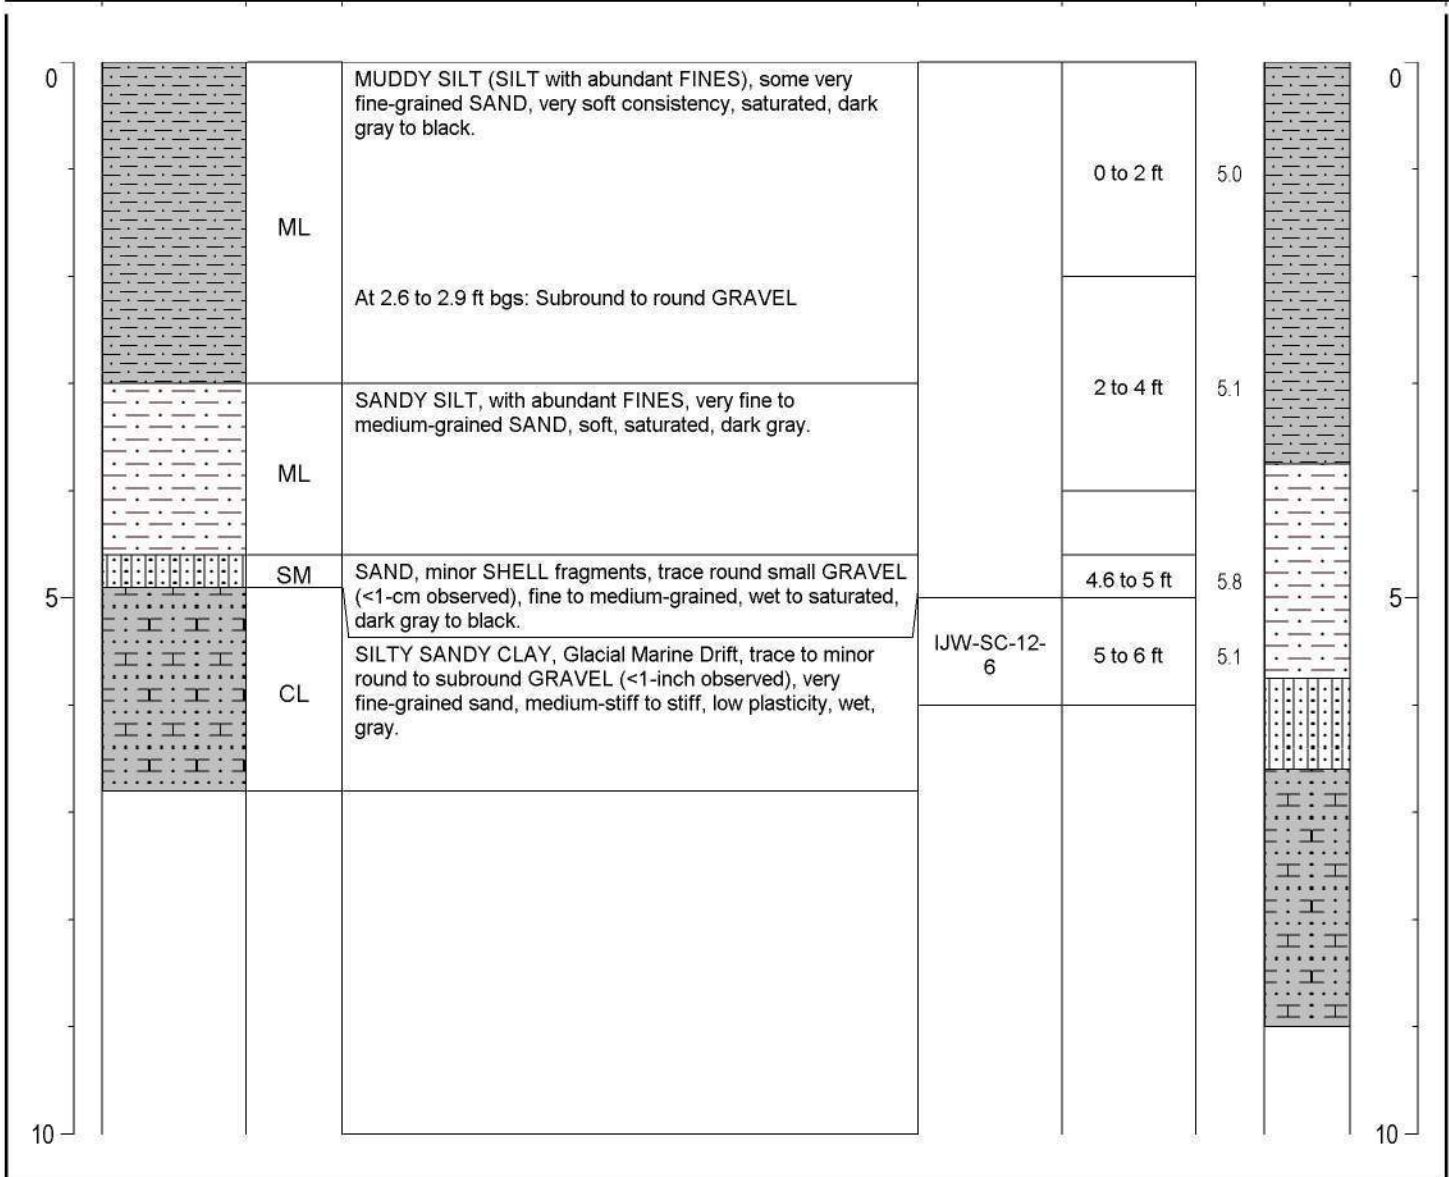 0
MUDDY SILT (SILT with abundant FINES), some very
fine-grained SAND, very soft consistency, saturated, dark
gray to black.
0
0 to 2 ft
5.0
ML
At 2.6 to 2.9 ft bgs: Subround to round GRAVEL
2 to 4 ft
5.1
SANDY SILT, with abundant FINES, very fine to
medium-grained SAND, soft, saturated, dark gray.
ML
SM
SAND, minor SHELL fragments, trace round small GRAVEL
(<1-cm observed), fine to medium-grained, wet to saturated,
dark gray to black.
4.6 to 5 ft
5.8
5
5
SILTY SANDY CLAY, Glacial Marine Drift, trace to minor
round to subround GRAVEL (<1-inch observed), very
fine-grained sand, medium-stiff to stiff, low plasticity, wet,
gray.
IJW-SC-12-
6
5 to 6 ft
5.1
CL
10
10